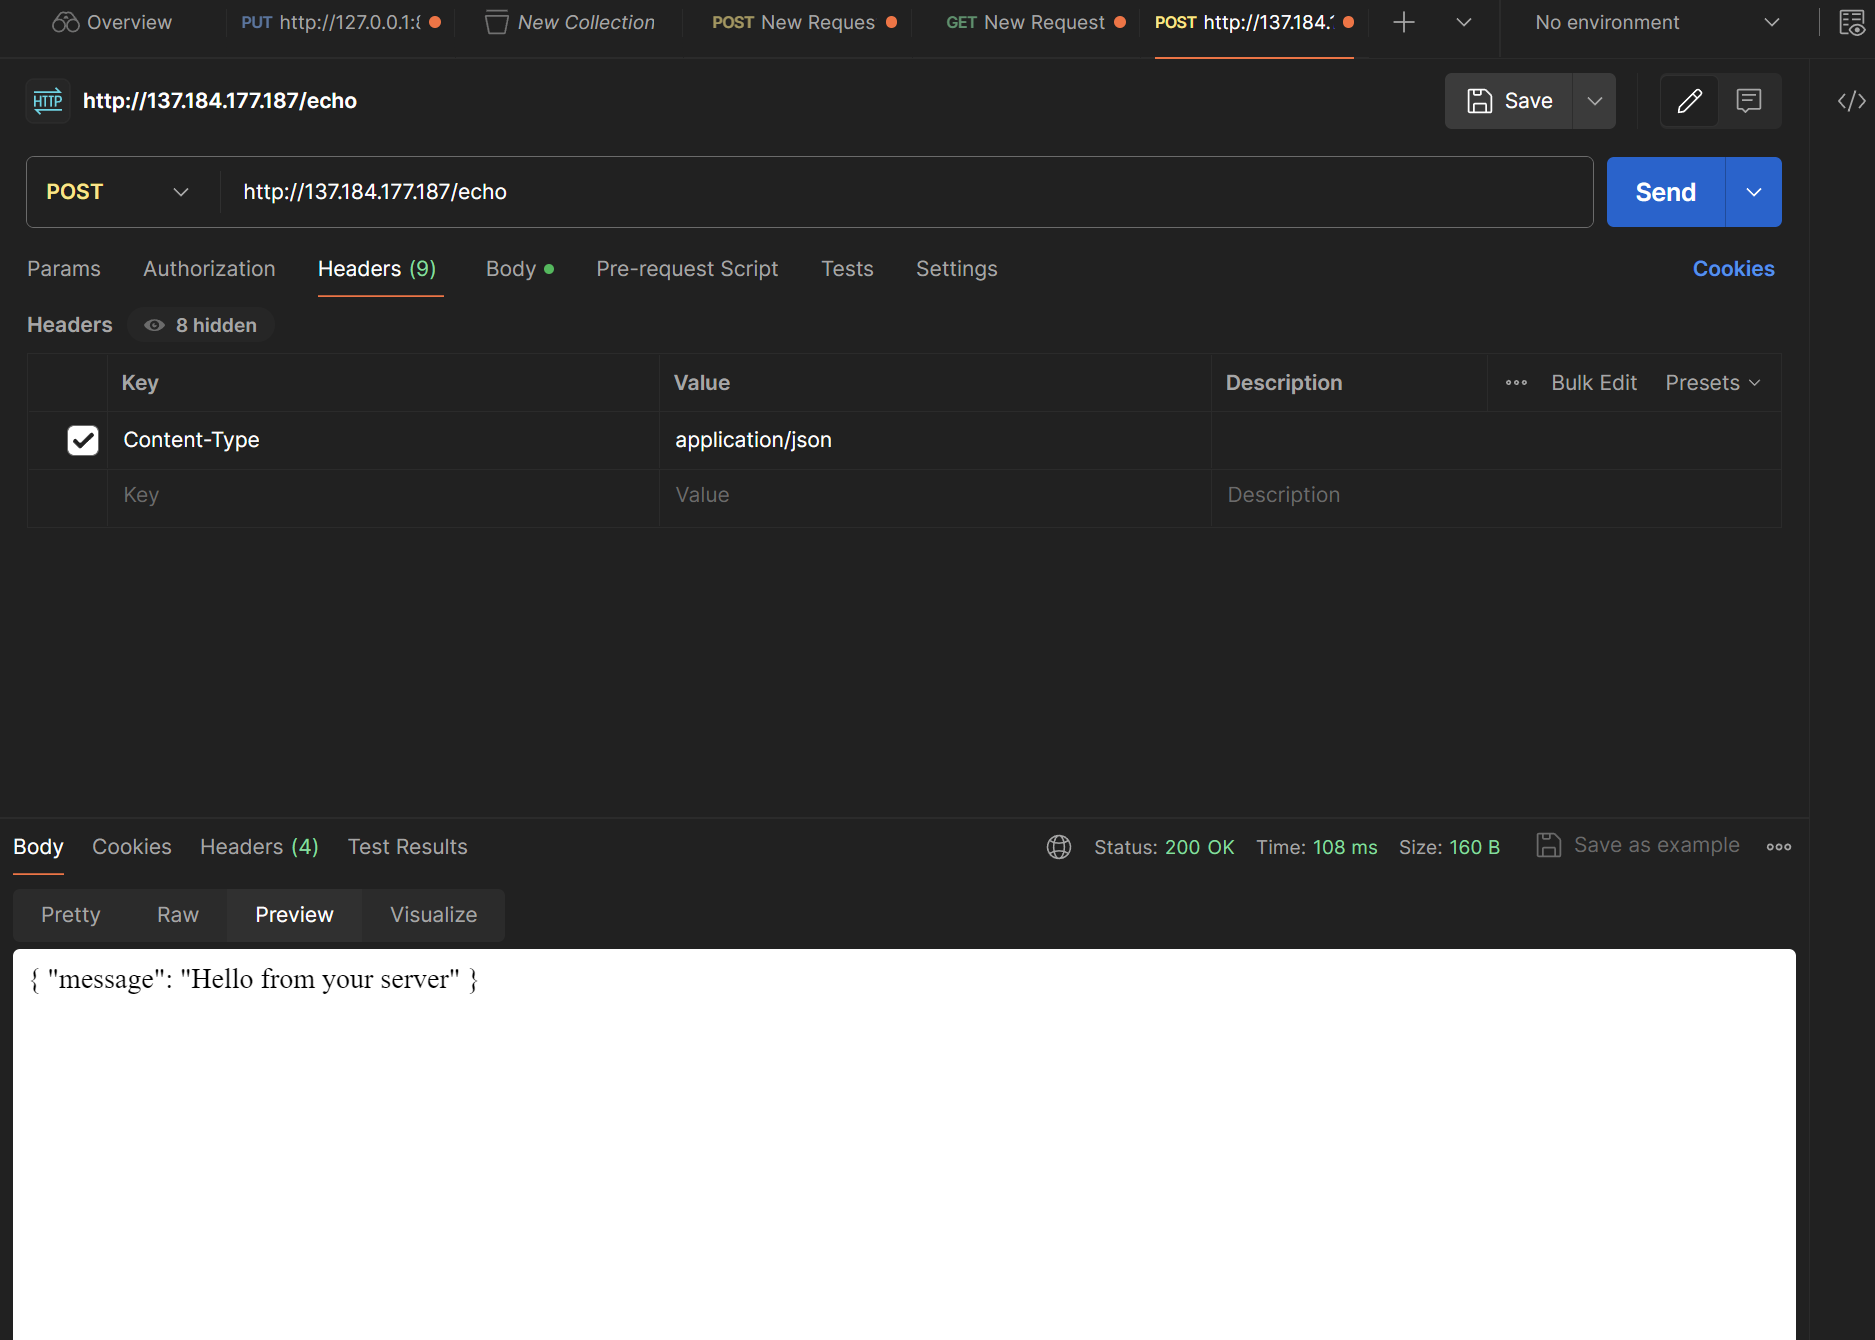 Overview PUT http://127.0.0.1: New Collection POST New Reques GET New Request POST http://137.184. No environment
HTTP http://137.184.177.187/echo Save
POST http://137.184.177.187/echo Send
Params Authorization Headers (9) Body Pre-request Script Tests Settings Cookies
Headers 8 hidden
Key Value Description Bulk Edit Presets
Content-Type application/json
Key Value Description
Body Cookies Headers (4) Test Results Status: 200 OK Time: 108 ms Size: 160 B Save as example
Pretty Raw Preview Visualize
{ "message": "Hello from your server" }